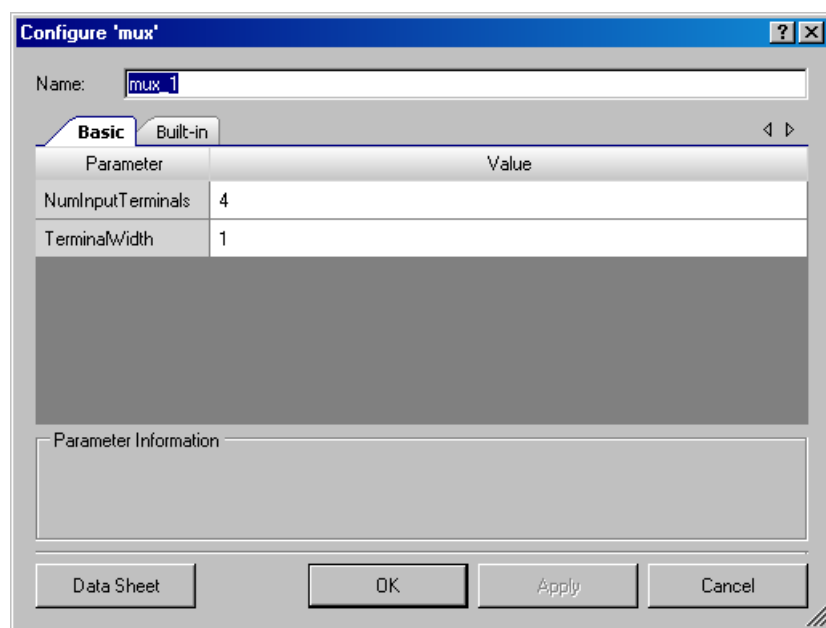 Configure 'mux'
Name: mux_1
Basic Built-in
Parameter Value
NumInputTerminals 4
TerminalWidth 1
Parameter Information
Data Sheet OK Apply Cancel